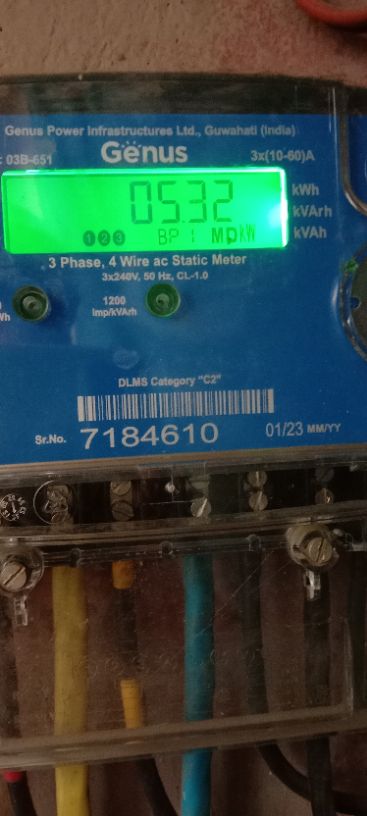 Genus Power Infrastructures Ltd., Guwahati (India)
: 03B-651 Genus 3x(10-60)A
05.32 kWh
kVArh
1 2 3 BP 1 MD kW kVAh
3 Phase, 4 Wire ac Static Meter
3x240V, 50 Hz, CL-1.0
1200
Imp/kVArh
DLMS Category "C2"
Sr.No. 7184610 01/23 MM/YY